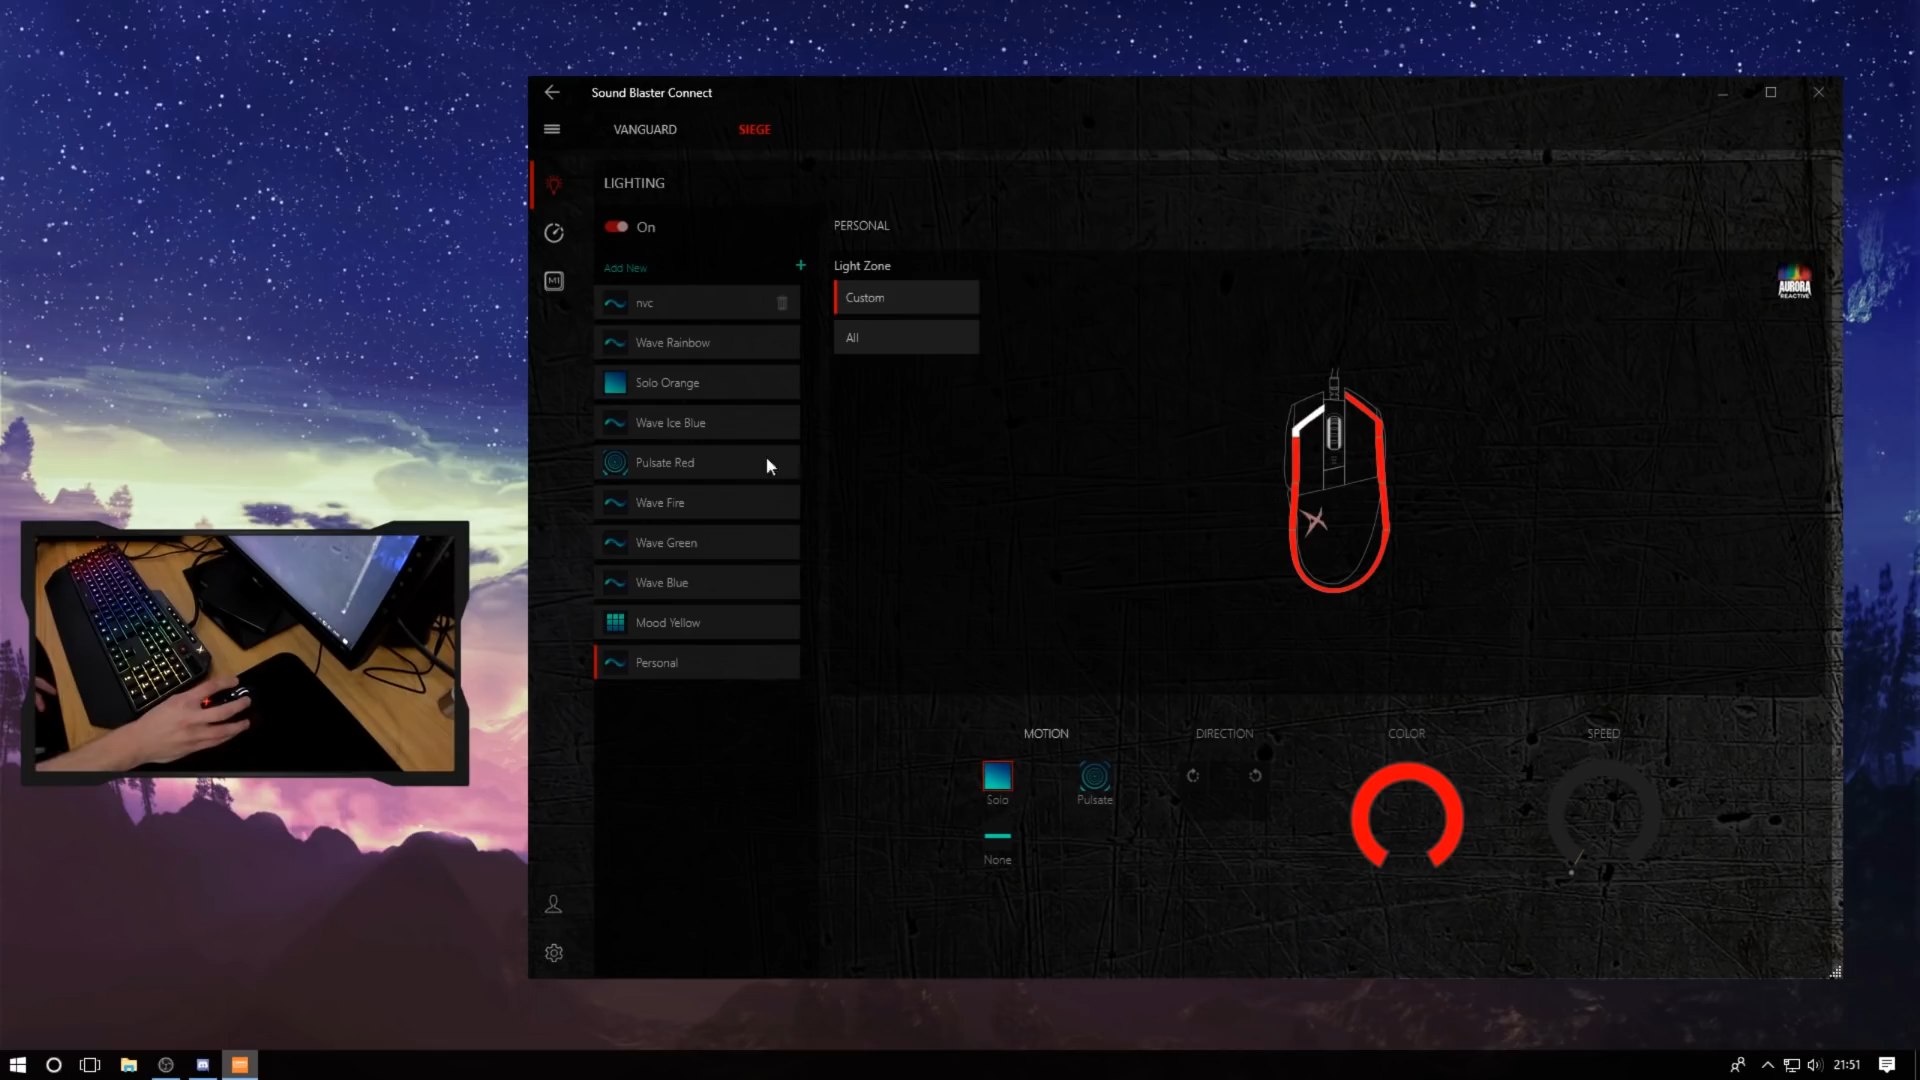 Sound Blaster Connect
VANGUARD
SIEGE
LIGHTING
On
Add New
nvc
Wave Rainbow
Solo Orange
Wave Ice Blue
Pulsate Red
Wave Fire
Wave Green
Wave Blue
Mood Yellow
Personal
M1
PERSONAL
Light Zone
Custom
All
AURORA
REACTIVE
MOTION
Solo
Pulsate
None
DIRECTION
COLOR
SPEED
21:51